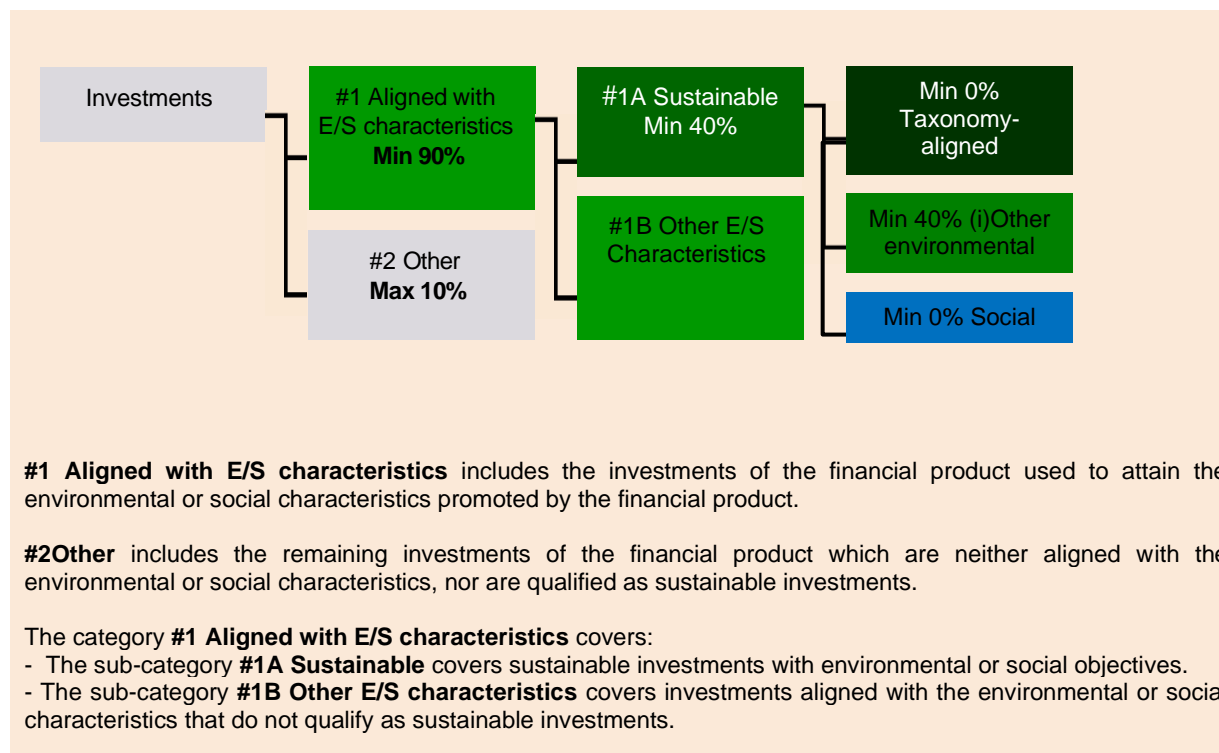 Investments
#1 Aligned with
E/S characteristics
Min 90%
#2 Other
Max 10%
#1A Sustainable
Min 40%
#1B Other E/S
Characteristics
Min 0%
Taxonomy-
aligned
Min 40% (i)Other
environmental
Min 0% Social
#1 Aligned with E/S characteristics includes the investments of the financial product used to attain the
environmental or social characteristics promoted by the financial product.
#2Other includes the remaining investments of the financial product which are neither aligned with the
environmental or social characteristics, nor are qualified as sustainable investments.
The category #1 Aligned with E/S characteristics covers:
- The sub-category #1A Sustainable covers sustainable investments with environmental or social objectives.
- The sub-category #1B Other E/S characteristics covers investments aligned with the environmental or social
characteristics that do not qualify as sustainable investments.